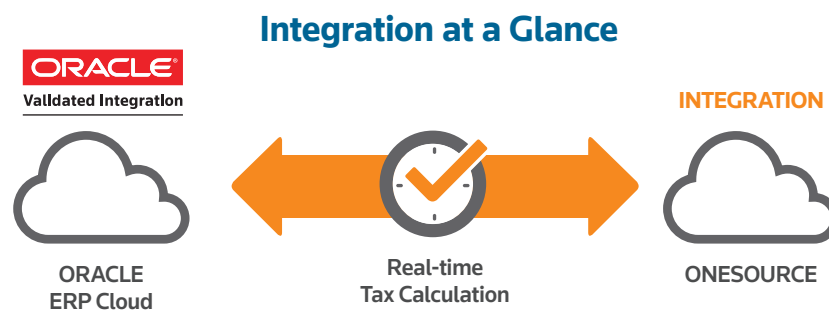 Integration at a Glance
ORACLE
Validated Integration
INTEGRATION
ORACLE
ERP Cloud
Real-time
Tax Calculation
ONESOURCE